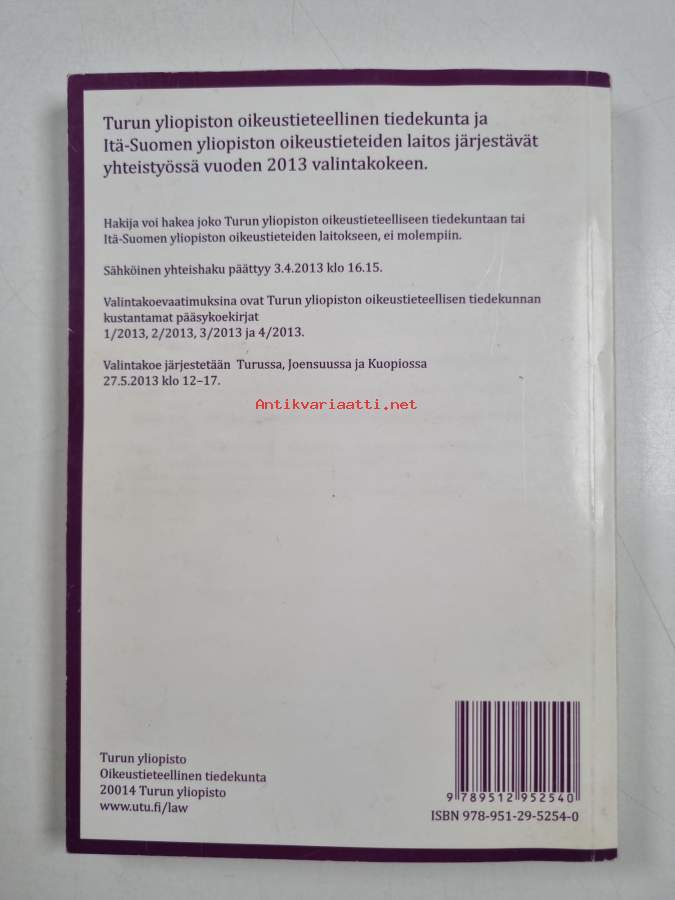 Turun yliopiston oikeustieteellinen tiedekunta ja
Itä-Suomen yliopiston oikeustieteiden laitos järjestävät
yhteistyössä vuoden 2013 valintakokeen.
Hakija voi hakea joko Turun yliopiston oikeustieteelliseen tiedekuntaan tai
Itä-Suomen yliopiston oikeustieteiden laitokseen, ei molempiin.
Sähköinen yhteishaku päättyy 3.4.2013 klo 16.15.
Valintakoevaatimuksina ovat Turun yliopiston oikeustieteellisen tiedekunnan
kustantamat pääsykoekirjat
1/2013, 2/2013, 3/2013 ja 4/2013.
Valintakoe järjestetään Turussa, Joensuussa ja Kuopiossa
27.5.2013 klo 12–17.
Antikvariaatti.net
Turun yliopisto
Oikeustieteellinen tiedekunta
20014 Turun yliopisto
www.utu.fi/law
9 789512 952540
ISBN 978-951-29-5254-0